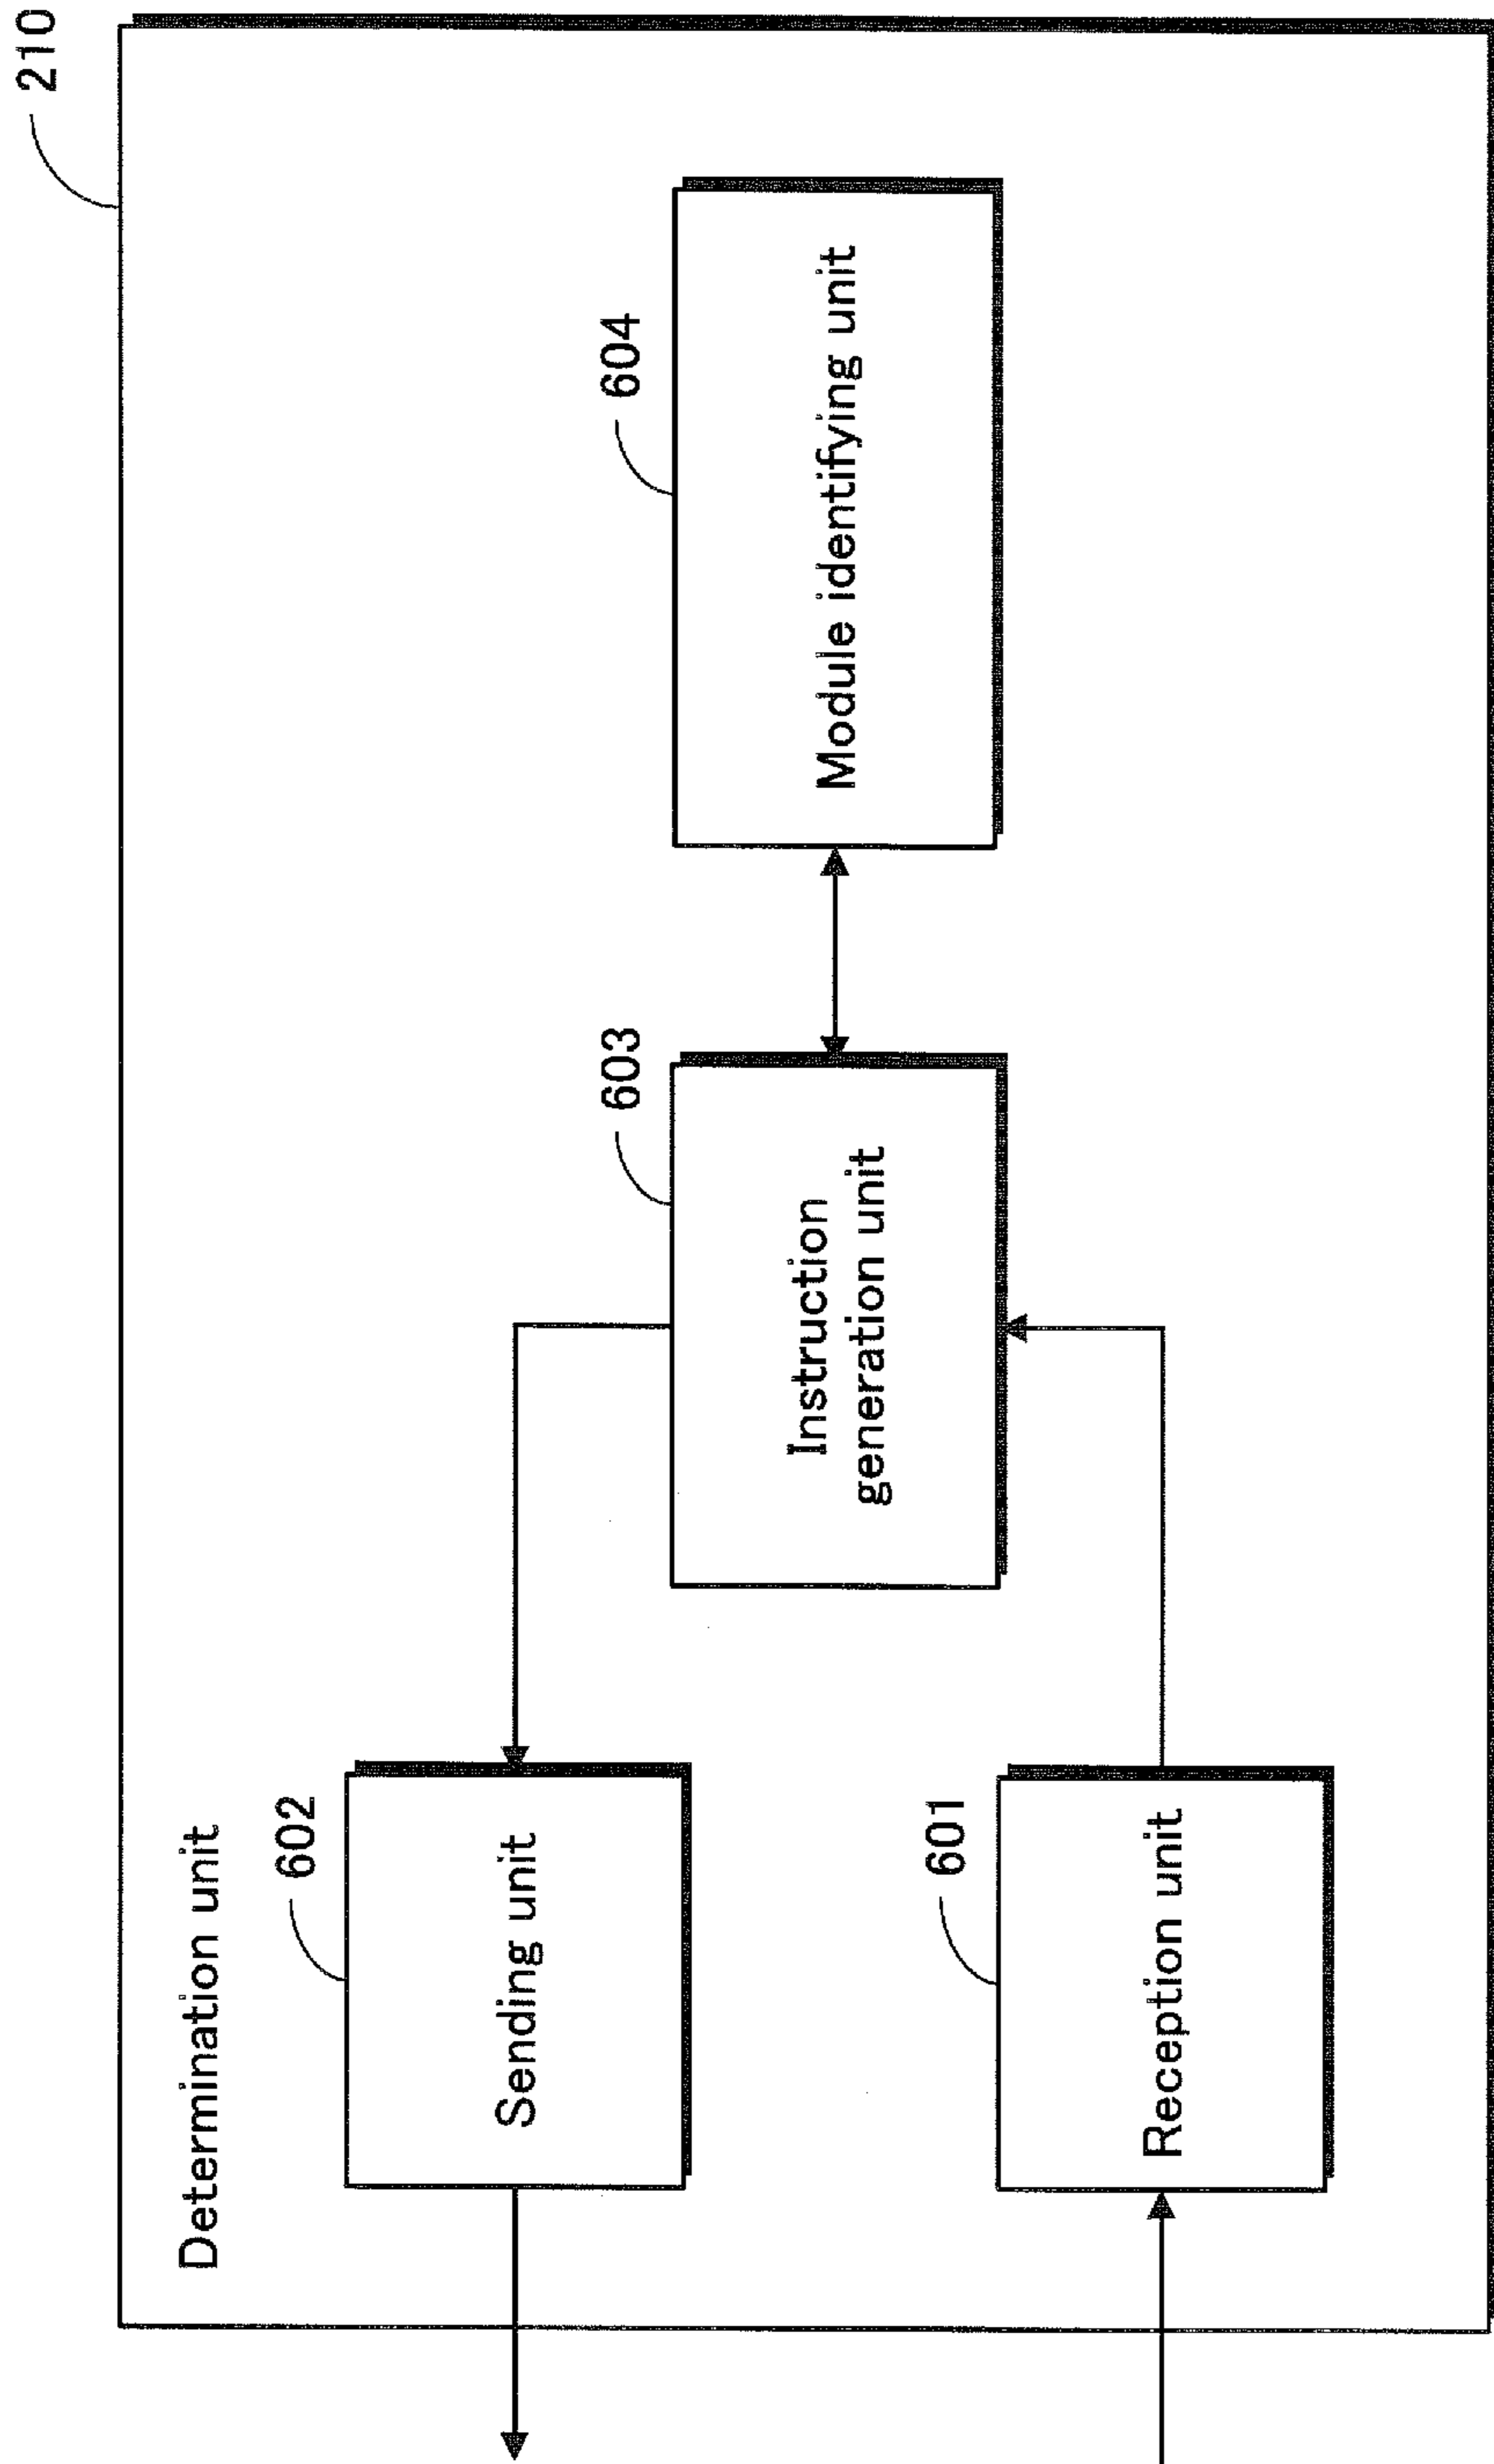 210
Determination unit
602
Sending unit
603
Instruction
generation unit
604
Module identifying unit
601
Reception unit